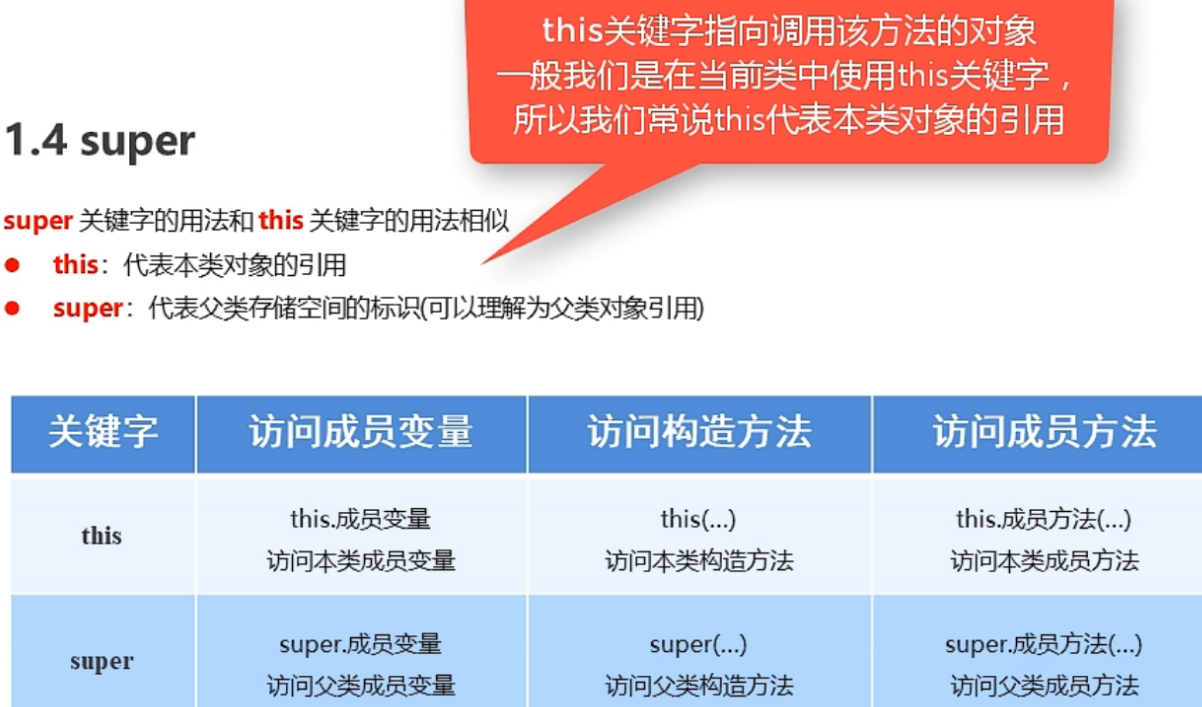 this关键字指向调用该方法的对象
一般我们是在当前类中使用this关键字，
所以我们常说this代表本类对象的引用
1.4 super
super 关键字的用法和 this 关键字的用法相似
● this：代表本类对象的引用
● super：代表父类存储空间的标识(可以理解为父类对象引用)
关键字 访问成员变量 访问构造方法 访问成员方法
this.成员变量 this(...) this.成员方法(...)
this
访问本类成员变量 访问本类构造方法 访问本类成员方法
super.成员变量 super(...) super.成员方法(...)
super
访问父类成员变量 访问父类构造方法 访问父类成员方法